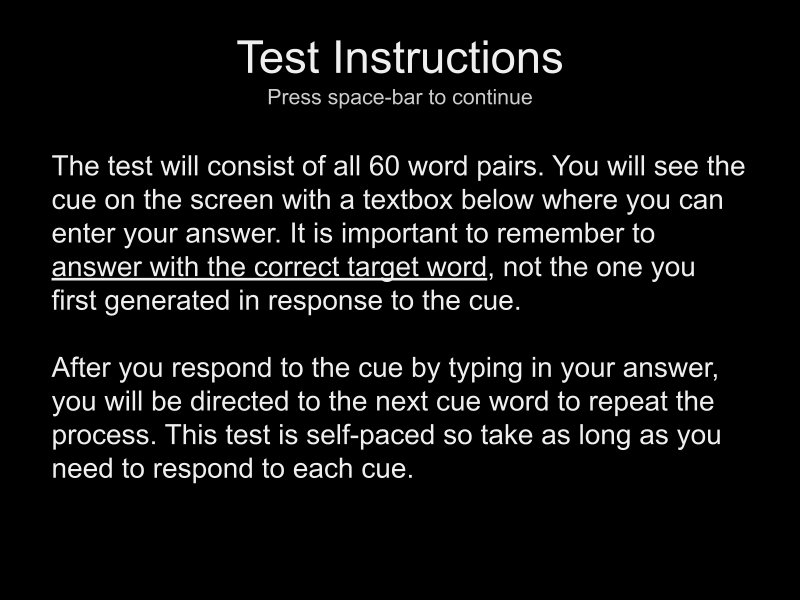 Test Instructions
Press space-bar to continue
The test will consist of all 60 word pairs. You will see the
cue on the screen with a textbox below where you can
enter your answer. It is important to remember to
answer with the correct target word, not the one you
first generated in response to the cue.
After you respond to the cue by typing in your answer,
you will be directed to the next cue word to repeat the
process. This test is self-paced so take as long as you
need to respond to each cue.